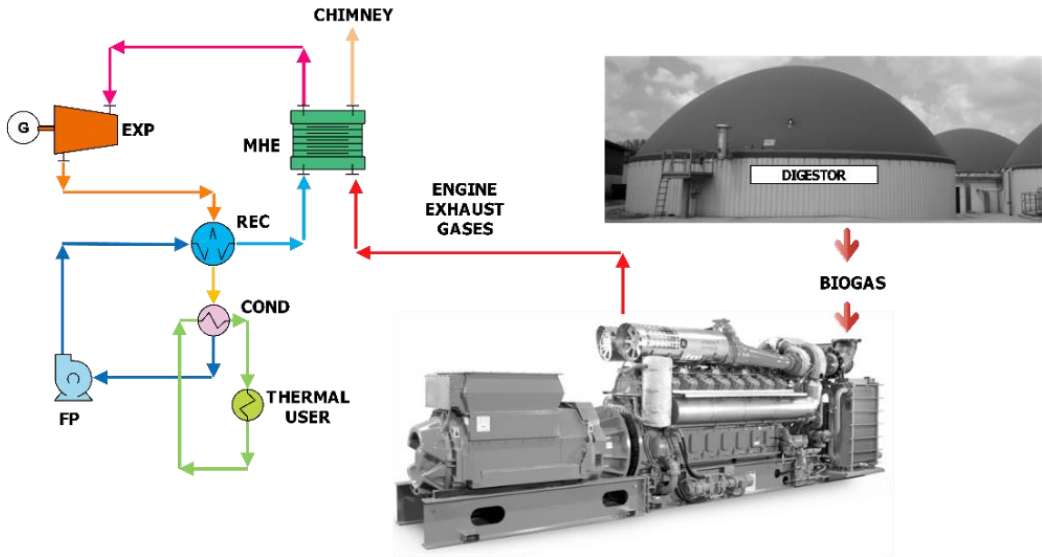 CHIMNEY
G
EXP
MHE
REC
ENGINE
EXHAUST
GASES
DIGESTOR
BIOGAS
COND
FP
THERMAL
USER